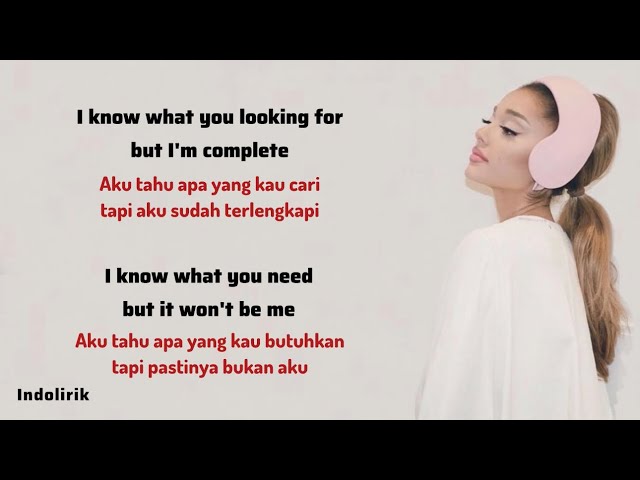 I know what you looking for
but I'm complete
Aku tahu apa yang kau cari
tapi aku sudah terlengkapi
I know what you need
but it won't be me
Aku tahu apa yang kau butuhkan
tapi pastinya bukan aku
Indolirik